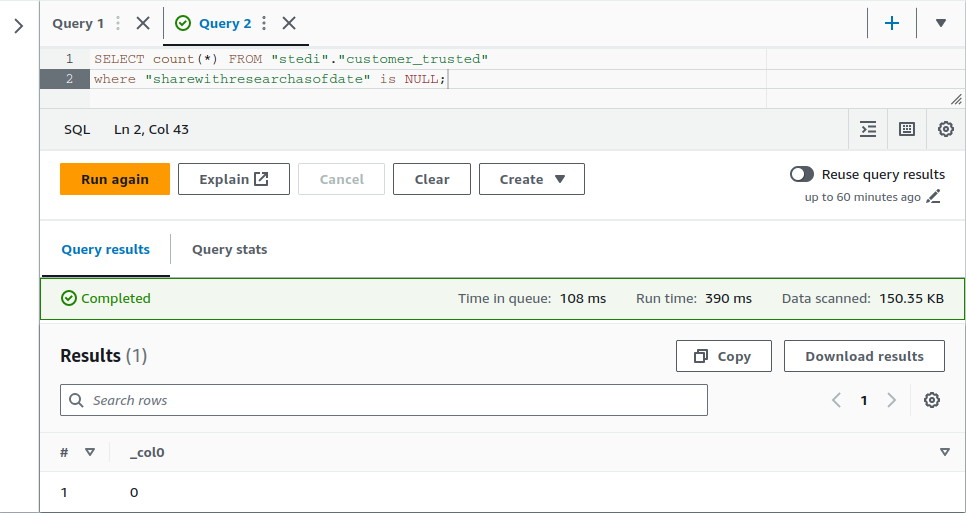 Query 1 Query 2
1 SELECT count(*) FROM "stedi"."customer_trusted"
2 where "sharewithresearchasofdate" is NULL;
SQL Ln 2, Col 43
Run again Explain Cancel Clear Create Reuse query results
up to 60 minutes ago
Query results Query stats
Completed Time in queue: 108 ms Run time: 390 ms Data scanned: 150.35 KB
Results (1) Copy Download results
Search rows 1
# _col0
1 0